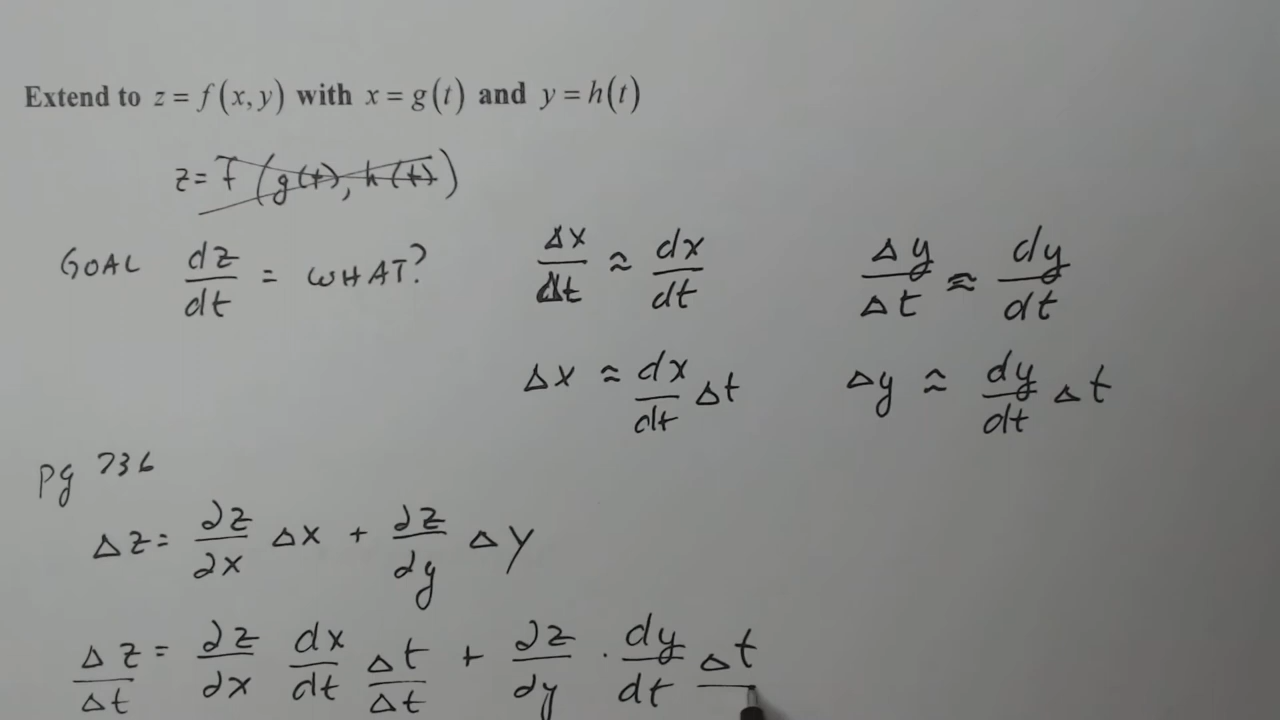 Extend to z = f(x, y) with x = g(t) and y = h(t)
z = f(g(t), h(t))
GOAL dz/dt = WHAT?
Δx/Δt ≈ dx/dt
Δy/Δt ≈ dy/dt
Δx ≈ dx/dt Δt
Δy ≈ dy/dt Δt
Pg 736
Δz = ∂z/∂x Δx + ∂z/∂y Δy
Δz/Δt = ∂z/∂x dx/dt Δt/Δt + ∂z/∂y · dy/dt Δt